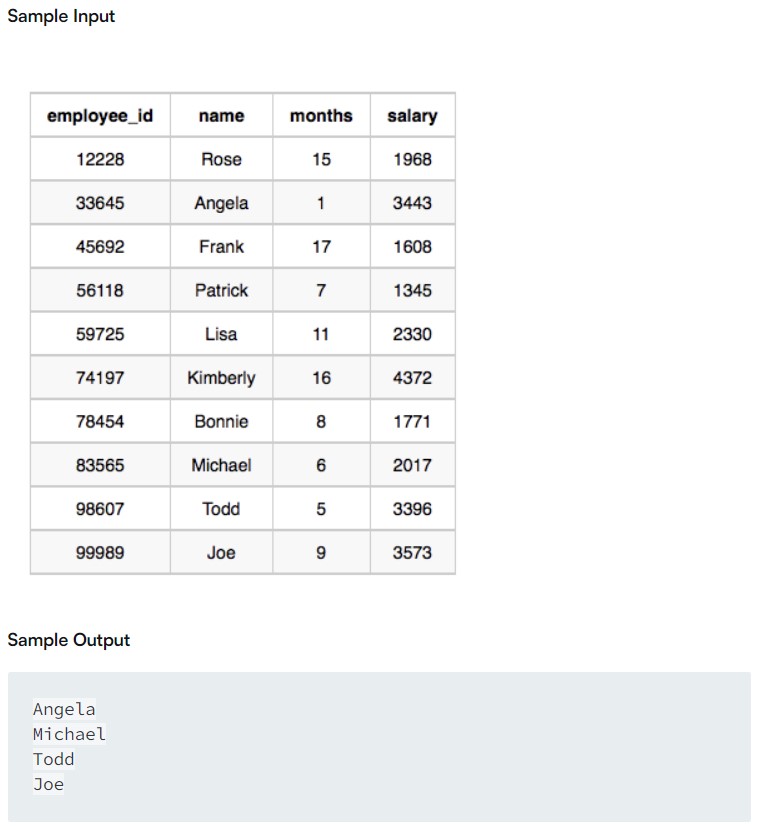 Sample Input
employee_id name months salary
12228 Rose 15 1968
33645 Angela 1 3443
45692 Frank 17 1608
56118 Patrick 7 1345
59725 Lisa 11 2330
74197 Kimberly 16 4372
78454 Bonnie 8 1771
83565 Michael 6 2017
98607 Todd 5 3396
99989 Joe 9 3573
Sample Output
Angela
Michael
Todd
Joe